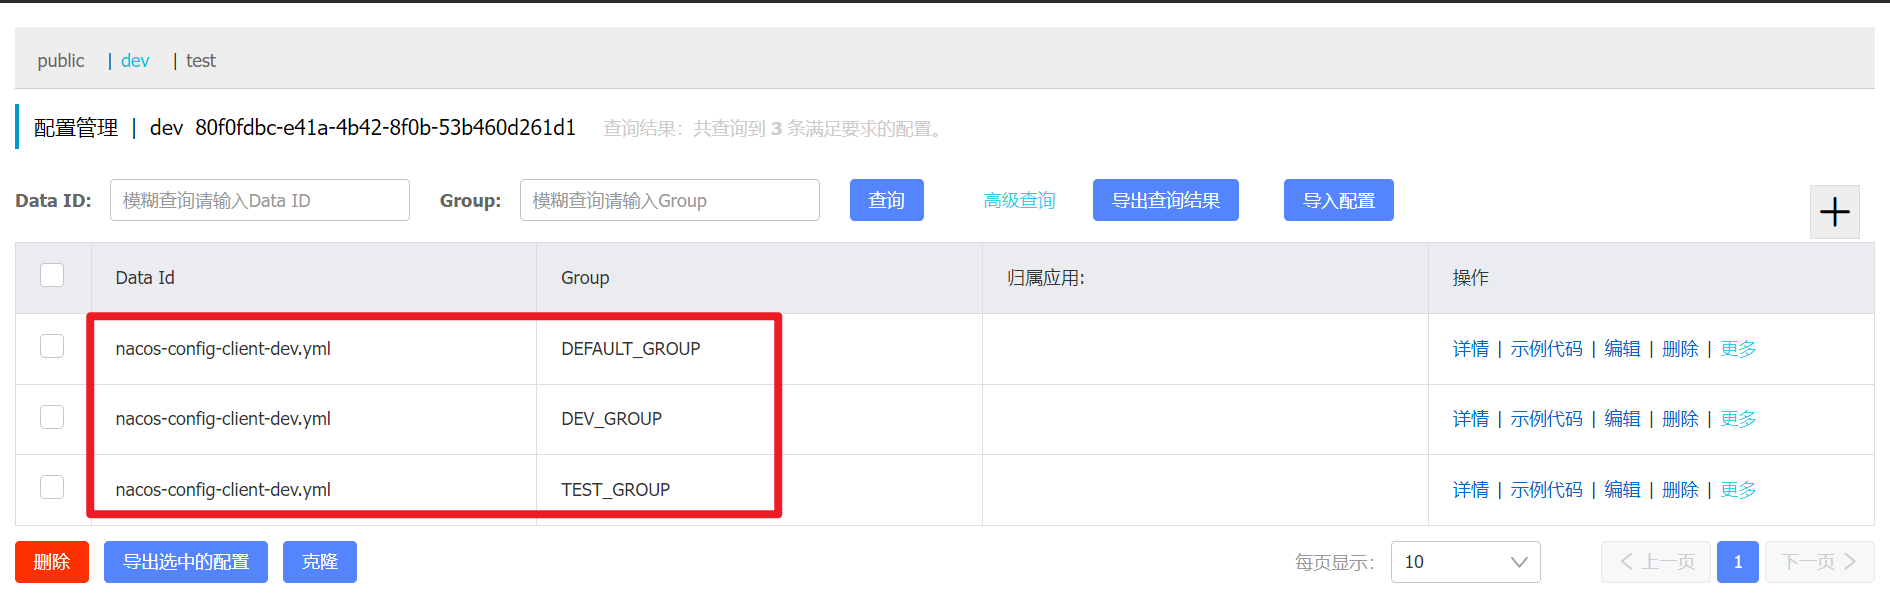 public | dev | test
配置管理 | dev 80f0fdbc-e41a-4b42-8f0b-53b460d261d1 查询结果：共查询到 3 条满足要求的配置。
Data ID: 模糊查询请输入Data ID Group: 模糊查询请输入Group 查询 高级查询 导出查询结果 导入配置
Data Id Group 归属应用: 操作
nacos-config-client-dev.yml DEFAULT_GROUP 详情 | 示例代码 | 编辑 | 删除 | 更多
nacos-config-client-dev.yml DEV_GROUP 详情 | 示例代码 | 编辑 | 删除 | 更多
nacos-config-client-dev.yml TEST_GROUP 详情 | 示例代码 | 编辑 | 删除 | 更多
删除 导出选中的配置 克隆 每页显示： 10 上一页 1 下一页